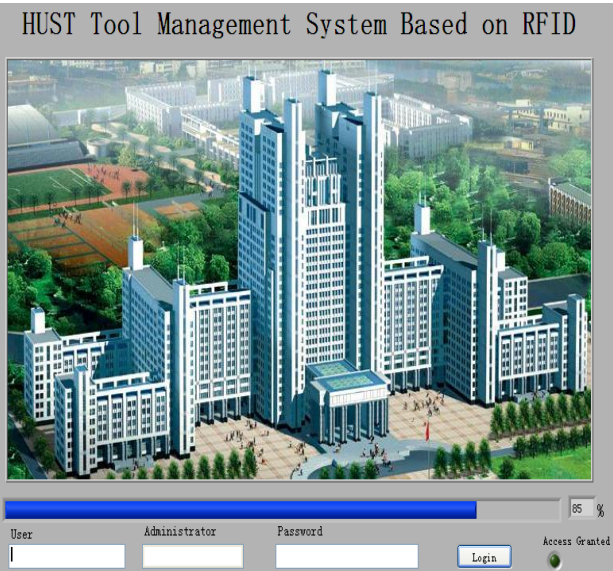 HUST Tool Management System Based on RFID
85 %
User Administrator Password
Access Granted
Login